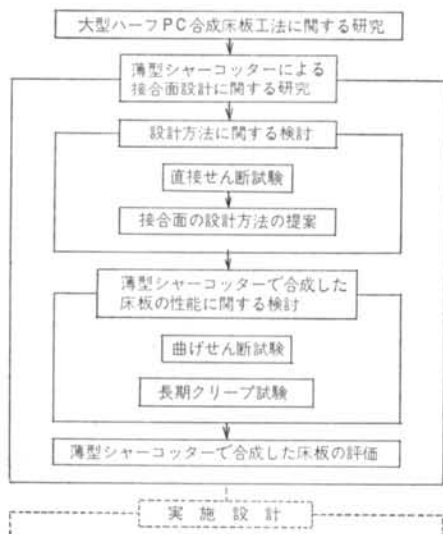 大型ハーフPC合成床板工法に関する研究
薄型シャーコッターによる
接合面設計に関する研究
設計方法に関する検討
直接せん断試験
接合面の設計方法の提案
薄型シャーコッターで合成した
床板の性能に関する検討
曲げせん断試験
長期クリープ試験
薄型シャーコッターで合成した床板の評価
実施設計